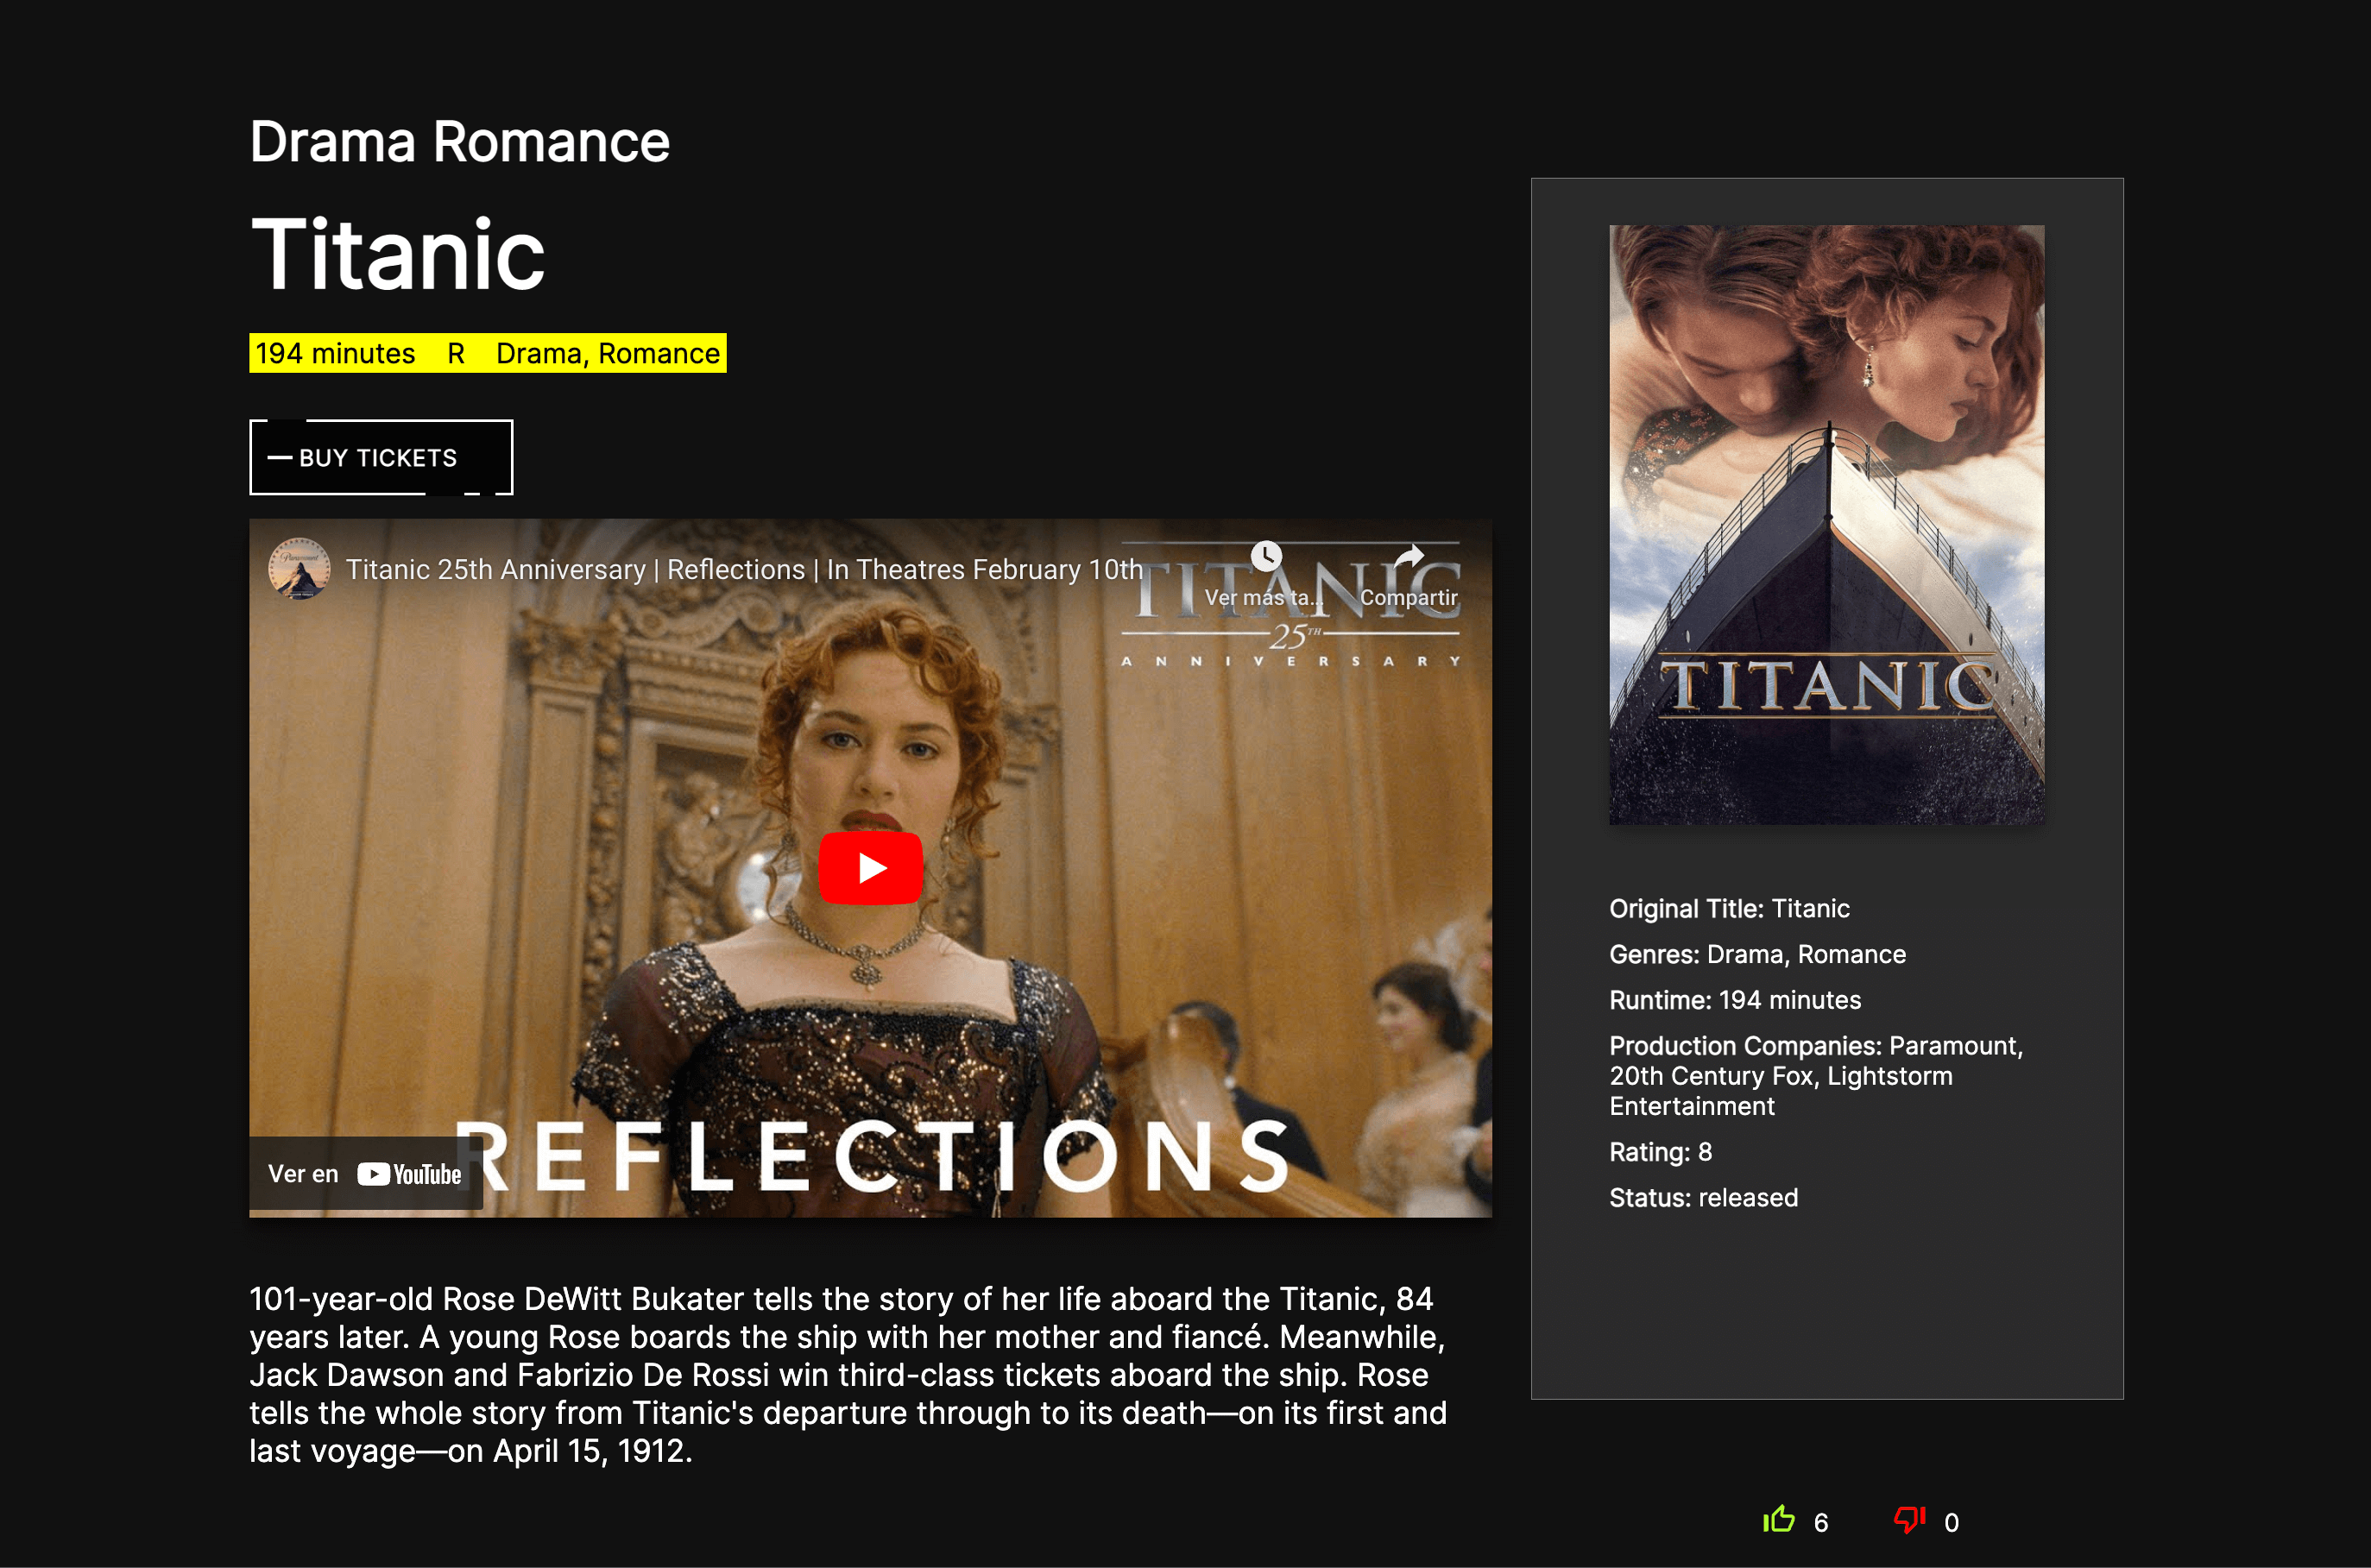 Drama Romance
Titanic
194 minutes R Drama, Romance
BUY TICKETS
Paramount
Titanic 25th Anniversary | Reflections | In Theatres February 10th
Ver más ta...
Compartir
TITANIC
25TH
ANNIVERSARY
REFLECTIONS
Ver en YouTube
101-year-old Rose DeWitt Bukater tells the story of her life aboard the Titanic, 84
years later. A young Rose boards the ship with her mother and fiancé. Meanwhile,
Jack Dawson and Fabrizio De Rossi win third-class tickets aboard the ship. Rose
tells the whole story from Titanic's departure through to its death—on its first and
last voyage—on April 15, 1912.
TITANIC
Original Title: Titanic
Genres: Drama, Romance
Runtime: 194 minutes
Production Companies: Paramount,
20th Century Fox, Lightstorm
Entertainment
Rating: 8
Status: released
6 0